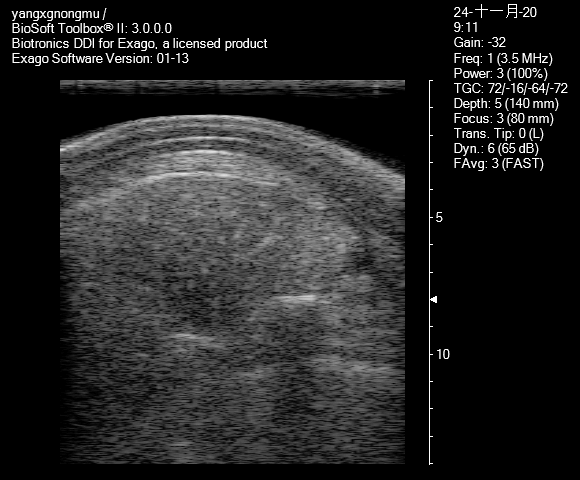 yangxgnongmu /
BioSoft Toolbox® II: 3.0.0.0
Biotronics DDI for Exago, a licensed product
Exago Software Version: 01-13
24-十一月-20
9:11
Gain: -32
Freq: 1 (3.5 MHz)
Power: 3 (100%)
TGC: 72/-16/-64/-72
Depth: 5 (140 mm)
Focus: 3 (80 mm)
Trans. Tip: 0 (L)
Dyn.: 6 (65 dB)
FAvg: 3 (FAST)
5
10